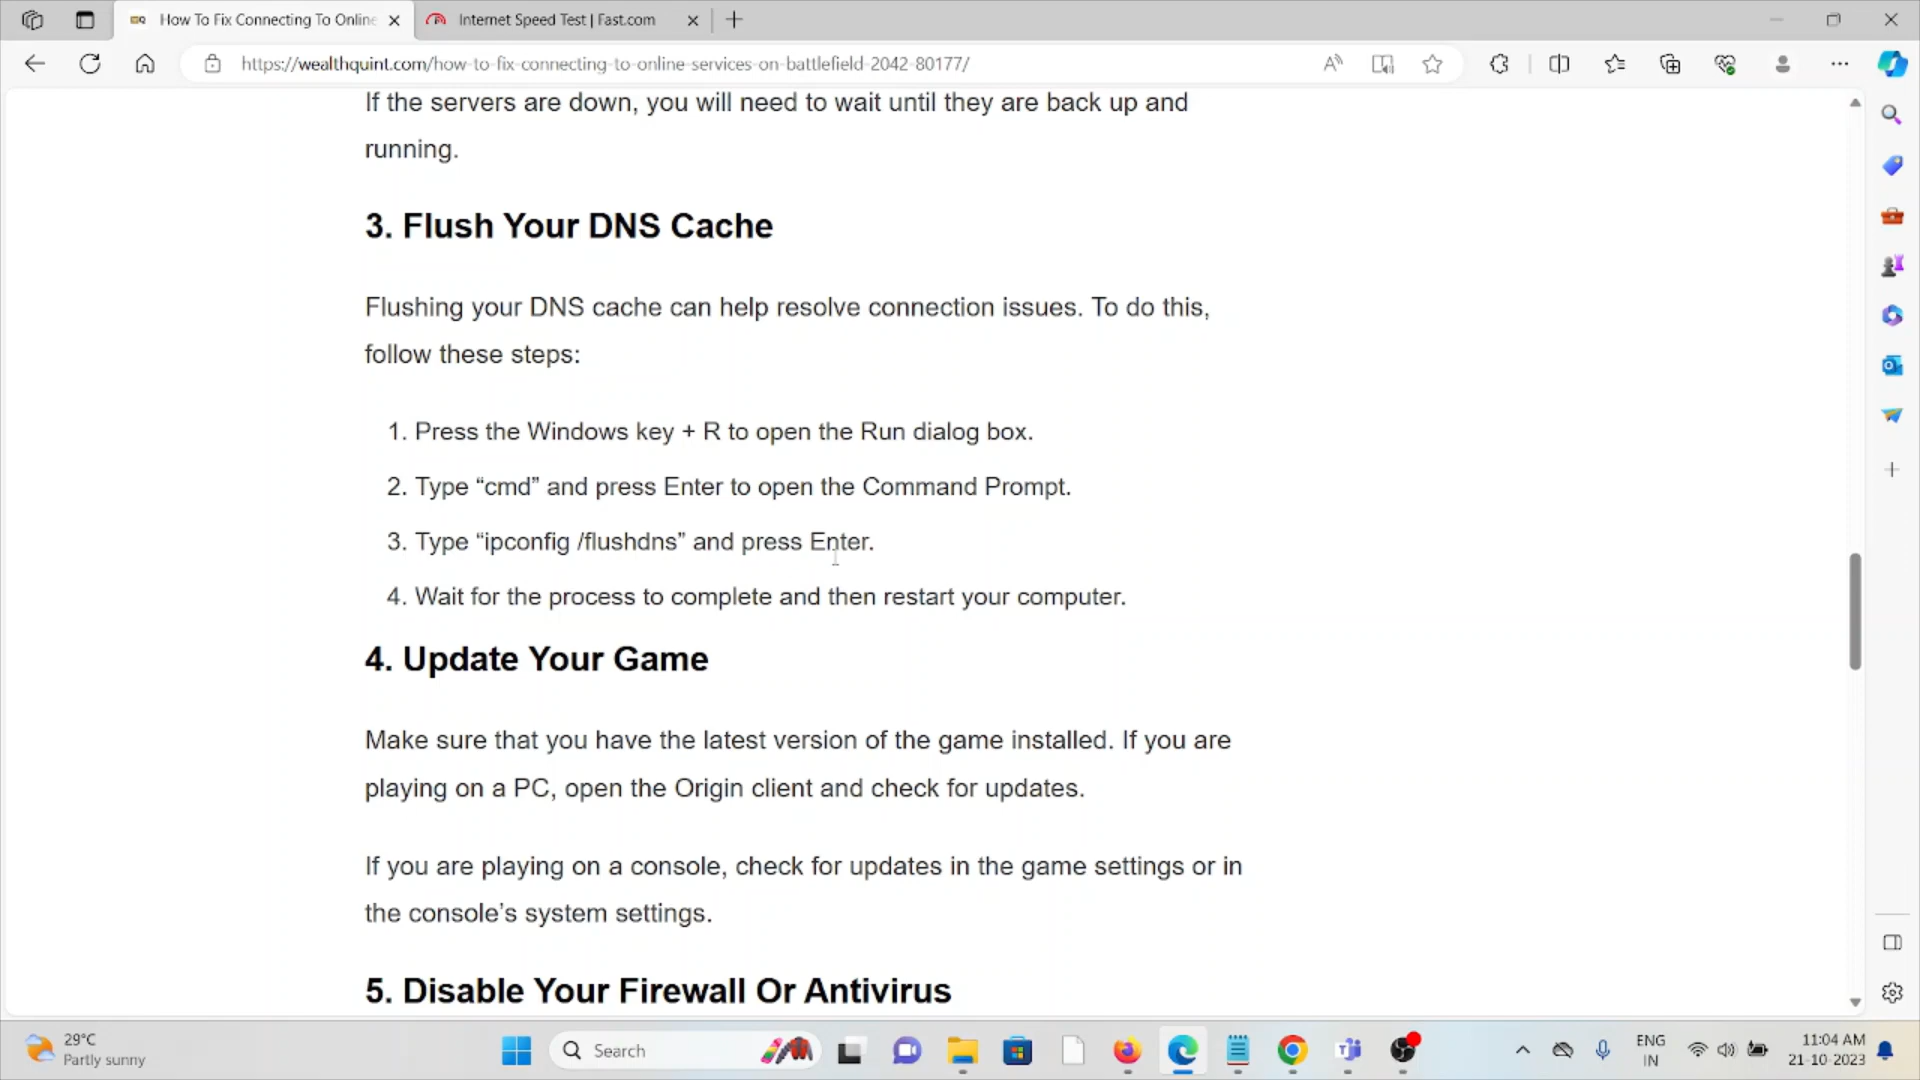 How To Fix Connecting To Online
Internet Speed Test | Fast.com
https://wealthquint.com/how-to-fix-connecting-to-online-services-on-battlefield-2042-80177/
If the servers are down, you will need to wait until they are back up and
running.
3. Flush Your DNS Cache
Flushing your DNS cache can help resolve connection issues. To do this,
follow these steps:
1. Press the Windows key + R to open the Run dialog box.
2. Type “cmd” and press Enter to open the Command Prompt.
3. Type “ipconfig /flushdns” and press Enter.
4. Wait for the process to complete and then restart your computer.
4. Update Your Game
Make sure that you have the latest version of the game installed. If you are
playing on a PC, open the Origin client and check for updates.
If you are playing on a console, check for updates in the game settings or in
the console’s system settings.
5. Disable Your Firewall Or Antivirus
29°C
Partly sunny
Search
ENG
IN
11:04 AM
21-10-2023